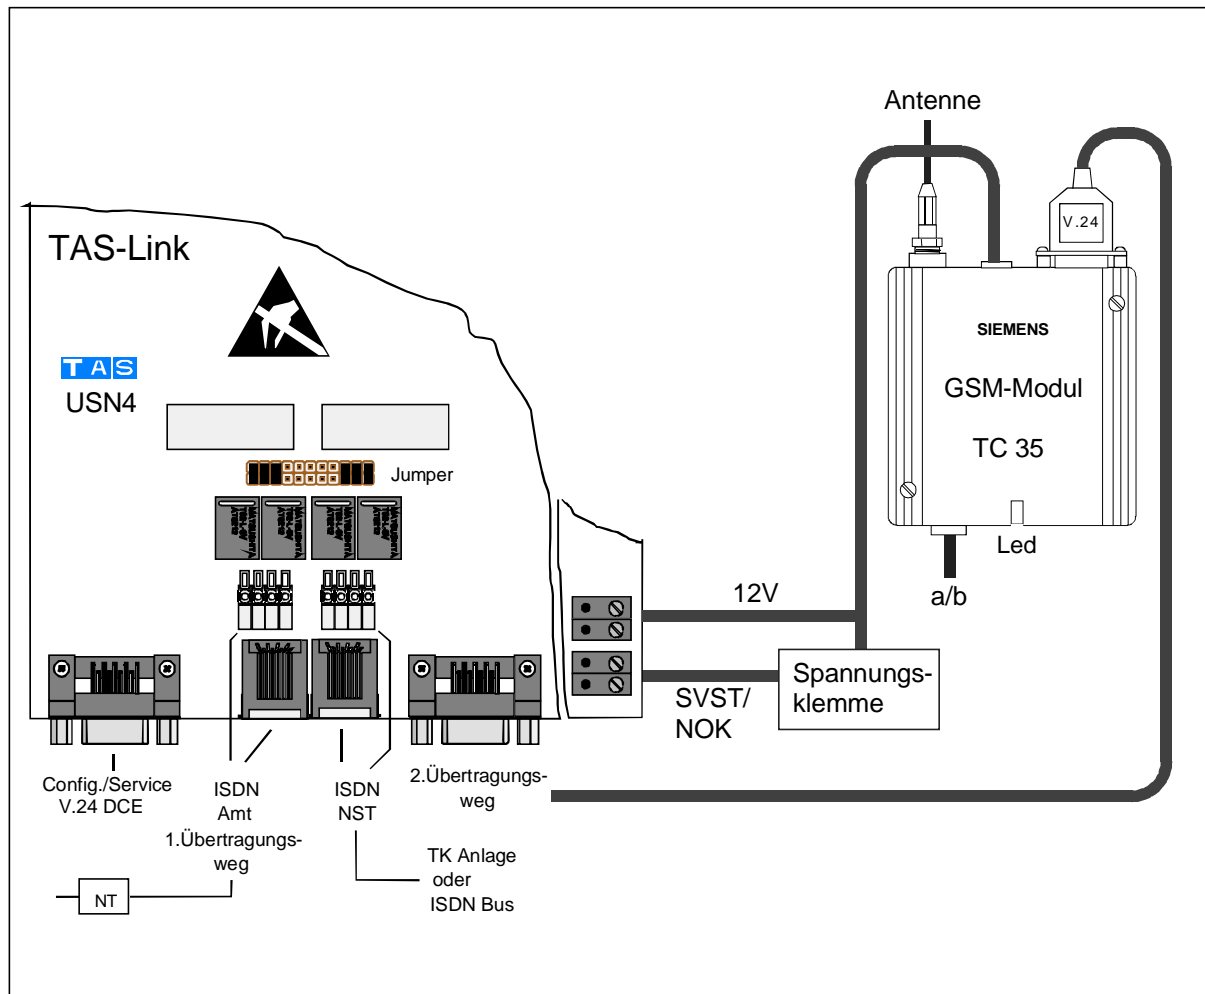 Antenne
V.24
TAS-Link
SIEMENS
TAS
USN4
GSM-Modul
TC 35
Jumper
Led
a/b
12V
SVST/
NOK
Spannungs-
klemme
Config./Service
V.24 DCE
ISDN
Amt
1.Übertragungs-
weg
ISDN
NST
2.Übertragungs-
weg
TK Anlage
oder
ISDN Bus
NT